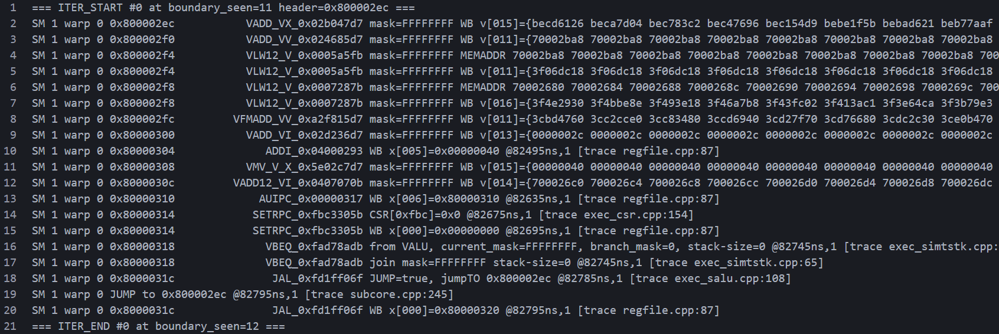 1 === ITER_START #0 at boundary_seen=11 header=0x800002ec ===
2 SM 1 warp 0 0x800002ec VADD_VX_0x02b047d7 mask=FFFFFFFF WB v[015]={becd6126 beca7d04 bec783c2 bec47696 bec154d9 bebe1f5b bebad621 beb77aaf
3 SM 1 warp 0 0x800002f0 VADD_VV_0x024685d7 mask=FFFFFFFF WB v[011]={70002ba8 70002ba8 70002ba8 70002ba8 70002ba8 70002ba8 70002ba8 70002ba8
4 SM 1 warp 0 0x800002f4 VLW12_V_0x0005a5fb mask=FFFFFFFF MEMADDR 70002ba8 70002ba8 70002ba8 70002ba8 70002ba8 70002ba8 70002ba8 70002ba8 700
5 SM 1 warp 0 0x800002f4 VLW12_V_0x0005a5fb mask=FFFFFFFF WB v[011]={3f06dc18 3f06dc18 3f06dc18 3f06dc18 3f06dc18 3f06dc18 3f06dc18 3f06dc18
6 SM 1 warp 0 0x800002f8 VLW12_V_0x0007287b mask=FFFFFFFF MEMADDR 70002680 70002684 70002688 7000268c 70002690 70002694 70002698 7000269c 700
7 SM 1 warp 0 0x800002f8 VLW12_V_0x0007287b mask=FFFFFFFF WB v[016]={3f4e2930 3f4bbe8e 3f493e18 3f46a7b8 3f43fc02 3f413ac1 3f3e64ca 3f3b79e3
8 SM 1 warp 0 0x800002fc VFMADD_VV_0xa2f815d7 mask=FFFFFFFF WB v[011]={3cbd4760 3cc2cce0 3cc83480 3ccd6940 3cd27f70 3cd76680 3cdc2c30 3ce0b470
9 SM 1 warp 0 0x80000300 VADD_VI_0x02d236d7 mask=FFFFFFFF WB v[013]={0000002c 0000002c 0000002c 0000002c 0000002c 0000002c 0000002c 0000002c
10 SM 1 warp 0 0x80000304 ADDI_0x04000293 WB x[005]=0x00000040 @82495ns,1 [trace regfile.cpp:87]
11 SM 1 warp 0 0x80000308 VMV_V_X_0x5e02c7d7 mask=FFFFFFFF WB v[015]={00000040 00000040 00000040 00000040 00000040 00000040 00000040 00000040
12 SM 1 warp 0 0x8000030c VADD12_VI_0x0407070b mask=FFFFFFFF WB v[014]={700026c0 700026c4 700026c8 700026cc 700026d0 700026d4 700026d8 700026dc
13 SM 1 warp 0 0x80000310 AUIPC_0x00000317 WB x[006]=0x80000310 @82635ns,1 [trace regfile.cpp:87]
14 SM 1 warp 0 0x80000314 SETRPC_0xfbc3305b CSR[0xfbc]=0x0 @82675ns,1 [trace exec_csr.cpp:154]
15 SM 1 warp 0 0x80000314 SETRPC_0xfbc3305b WB x[000]=0x00000000 @82695ns,1 [trace regfile.cpp:87]
16 SM 1 warp 0 0x80000318 VBEQ_0xfad78adb from VALU, current_mask=FFFFFFFF, branch_mask=0, stack-size=0 @82745ns,1 [trace exec_simtstk.cpp:
17 SM 1 warp 0 0x80000318 VBEQ_0xfad78adb join mask=FFFFFFFF stack-size=0 @82745ns,1 [trace exec_simtstk.cpp:65]
18 SM 1 warp 0 0x8000031c JAL_0xfd1ff06f JUMP=true, jumpTO 0x800002ec @82785ns,1 [trace exec_salu.cpp:108]
19 SM 1 warp 0 JUMP to 0x800002ec @82795ns,1 [trace subcore.cpp:245]
20 SM 1 warp 0 0x8000031c JAL_0xfd1ff06f WB x[000]=0x80000320 @82795ns,1 [trace regfile.cpp:87]
21 === ITER_END #0 at boundary_seen=12 ===